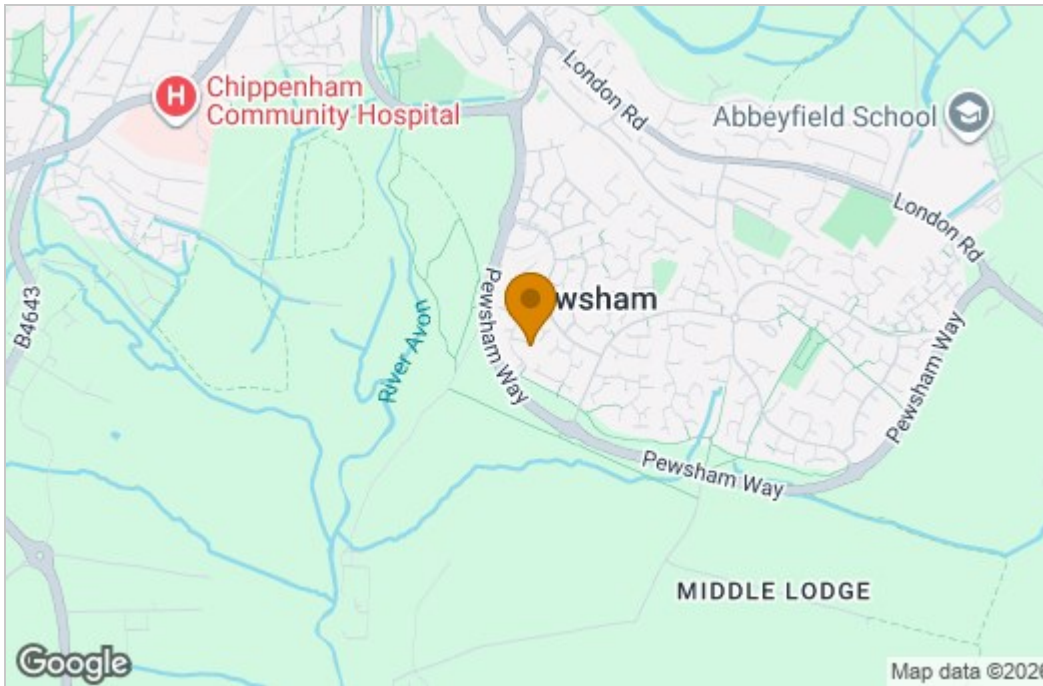 H
Chippenham
Community Hospital
London Rd
Abbeyfield School
London Rd
B4643
River Avon
Pewsham Way
wsham
Pewsham Way
Pewsham Way
MIDDLE LODGE
Google
Map data ©2026